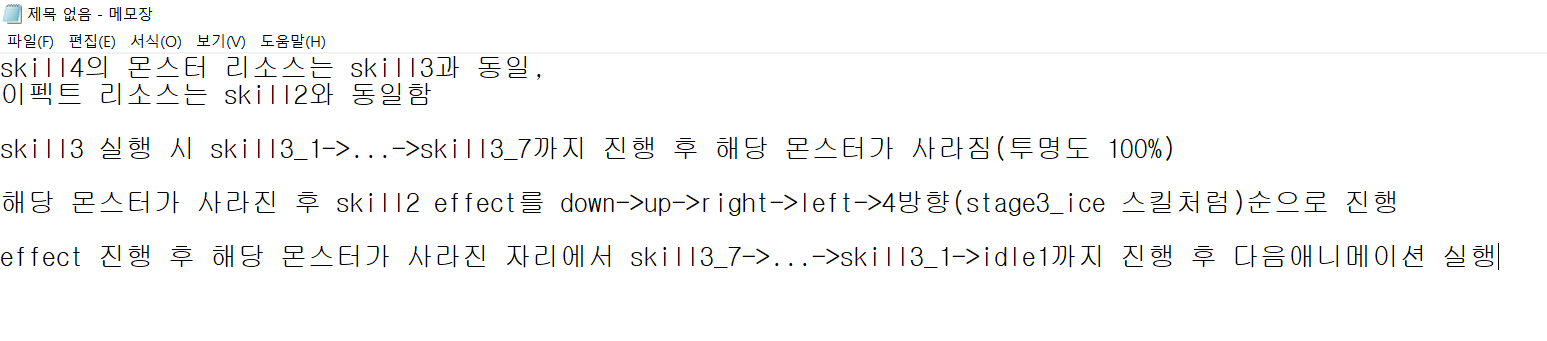 제목 없음 - 메모장
파일(F) 편집(E) 서식(O) 보기(V) 도움말(H)
skill4의 몬스터 리소스는 skill3과 동일,
이펙트 리소스는 skill2와 동일함
skill3 실행 시 skill3_1->...->skill3_7까지 진행 후 해당 몬스터가 사라짐(투명도 100%)
해당 몬스터가 사라진 후 skill2 effect를 down->up->right->left->4방향(stage3_ice 스킬처럼)순으로 진행
effect 진행 후 해당 몬스터가 사라진 자리에서 skill3_7->...->skill3_1->idle1까지 진행 후 다음애니메이션 실행